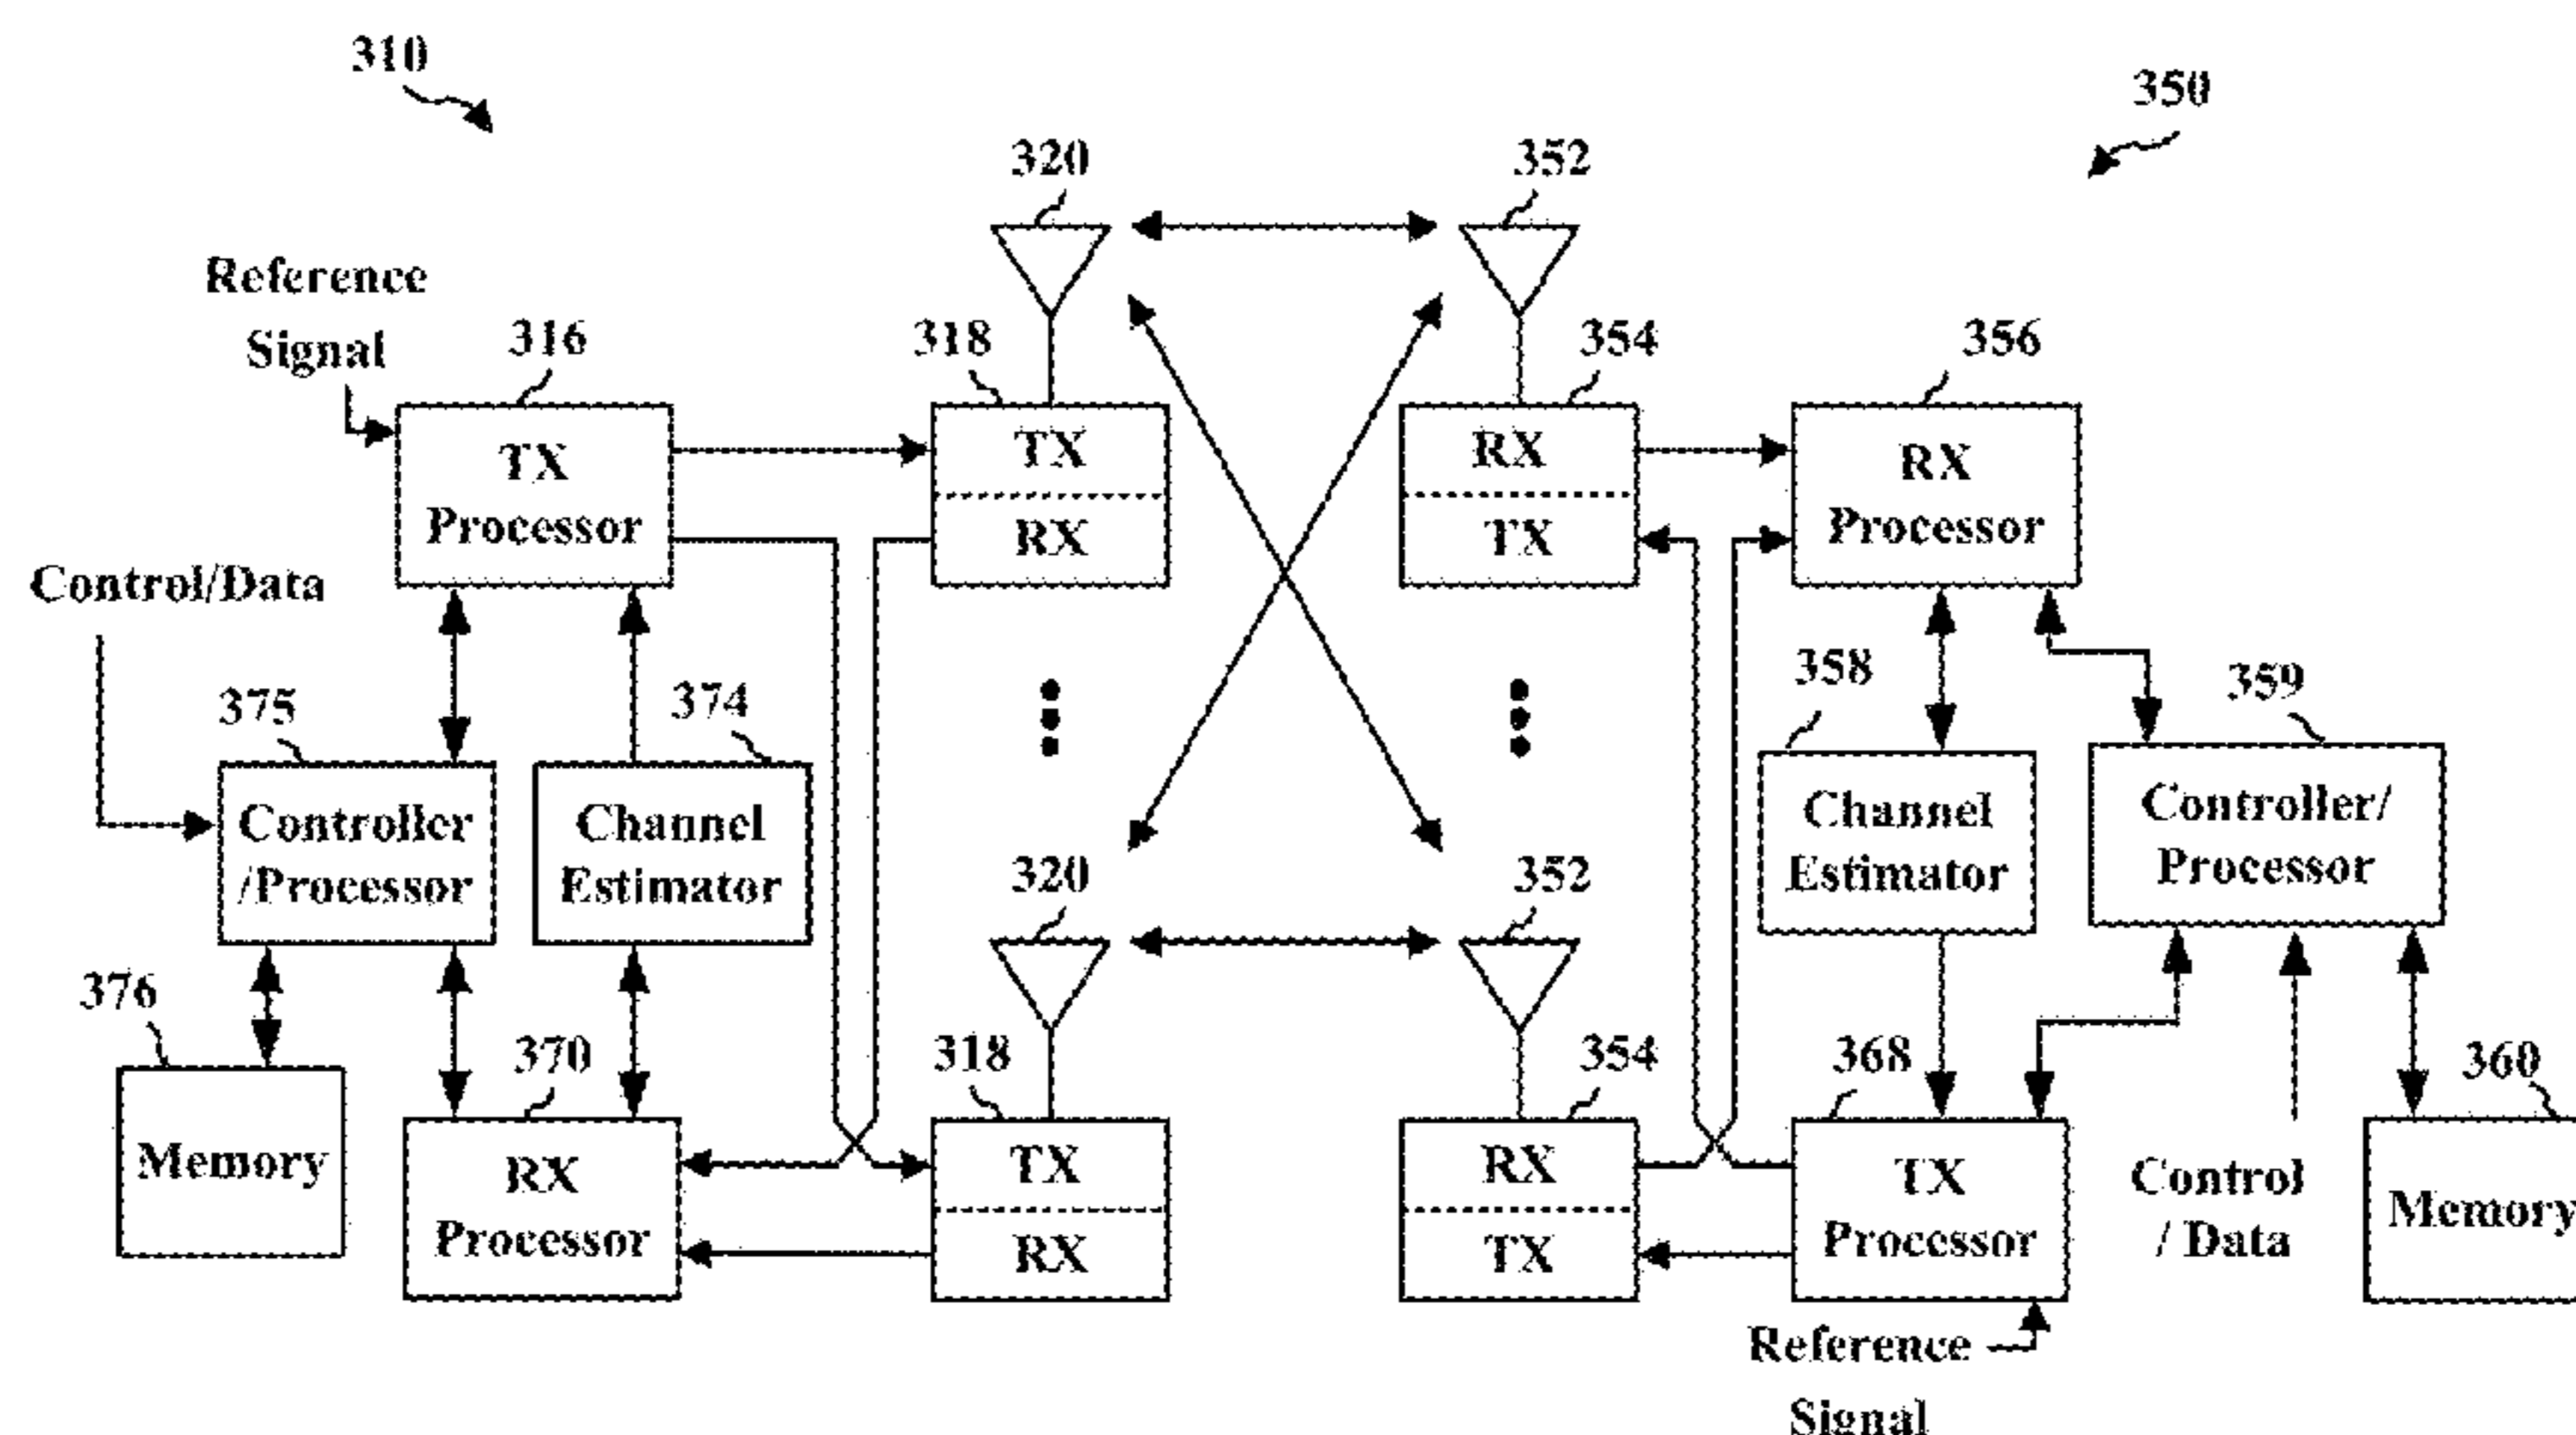 310
350
320
352
Reference
Signal
316
318
354
356
TX
Processor
TX
RX
RX
TX
RX
Processor
Control/Data
375
374
358
359
Controller
/Processor
Channel
Estimator
Channel
Estimator
Controller/
Processor
320
352
376
370
318
354
368
360
Memory
RX
Processor
TX
RX
RX
TX
TX
Processor
Control
/ Data
Memory
Reference
Signal